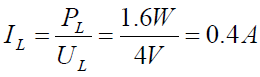 I_L = P_L / U_L = 1.6W / 4V = 0.4A